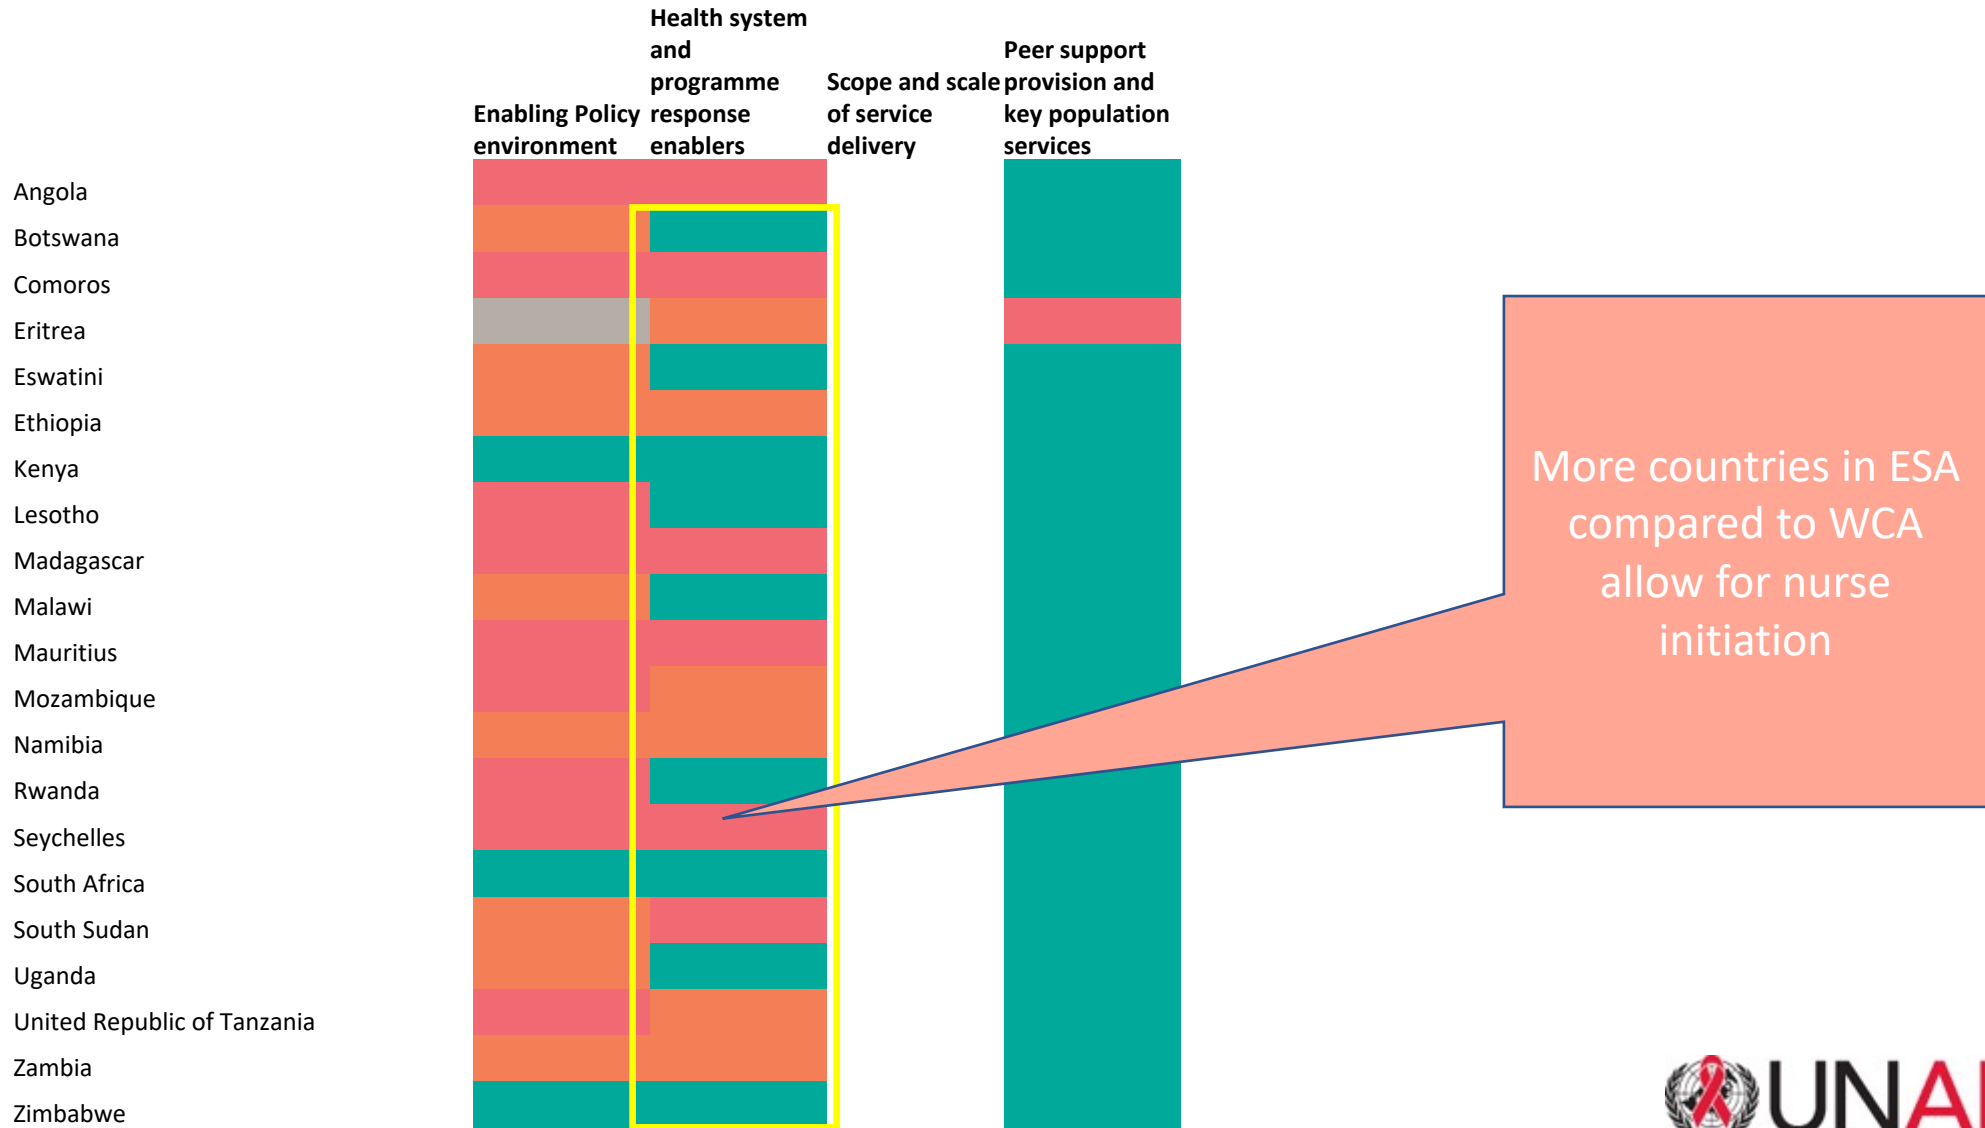 Health system
and
programme
response
enablers
Enabling Policy
environment
Scope and scale
of service
delivery
Peer support
provision and
key population
services
Angola
Botswana
Comoros
Eritrea
Eswatini
Ethiopia
Kenya
Lesotho
Madagascar
Malawi
Mauritius
Mozambique
Namibia
Rwanda
Seychelles
South Africa
South Sudan
Uganda
United Republic of Tanzania
Zambia
Zimbabwe
More countries in ESA
compared to WCA
allow for nurse
initiation
UNA